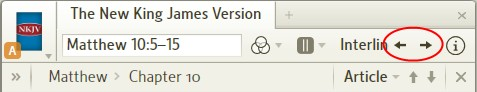 NKJV
The New King James Version
A
Matthew 10:5–15
Interlin
Matthew > Chapter 10
Article